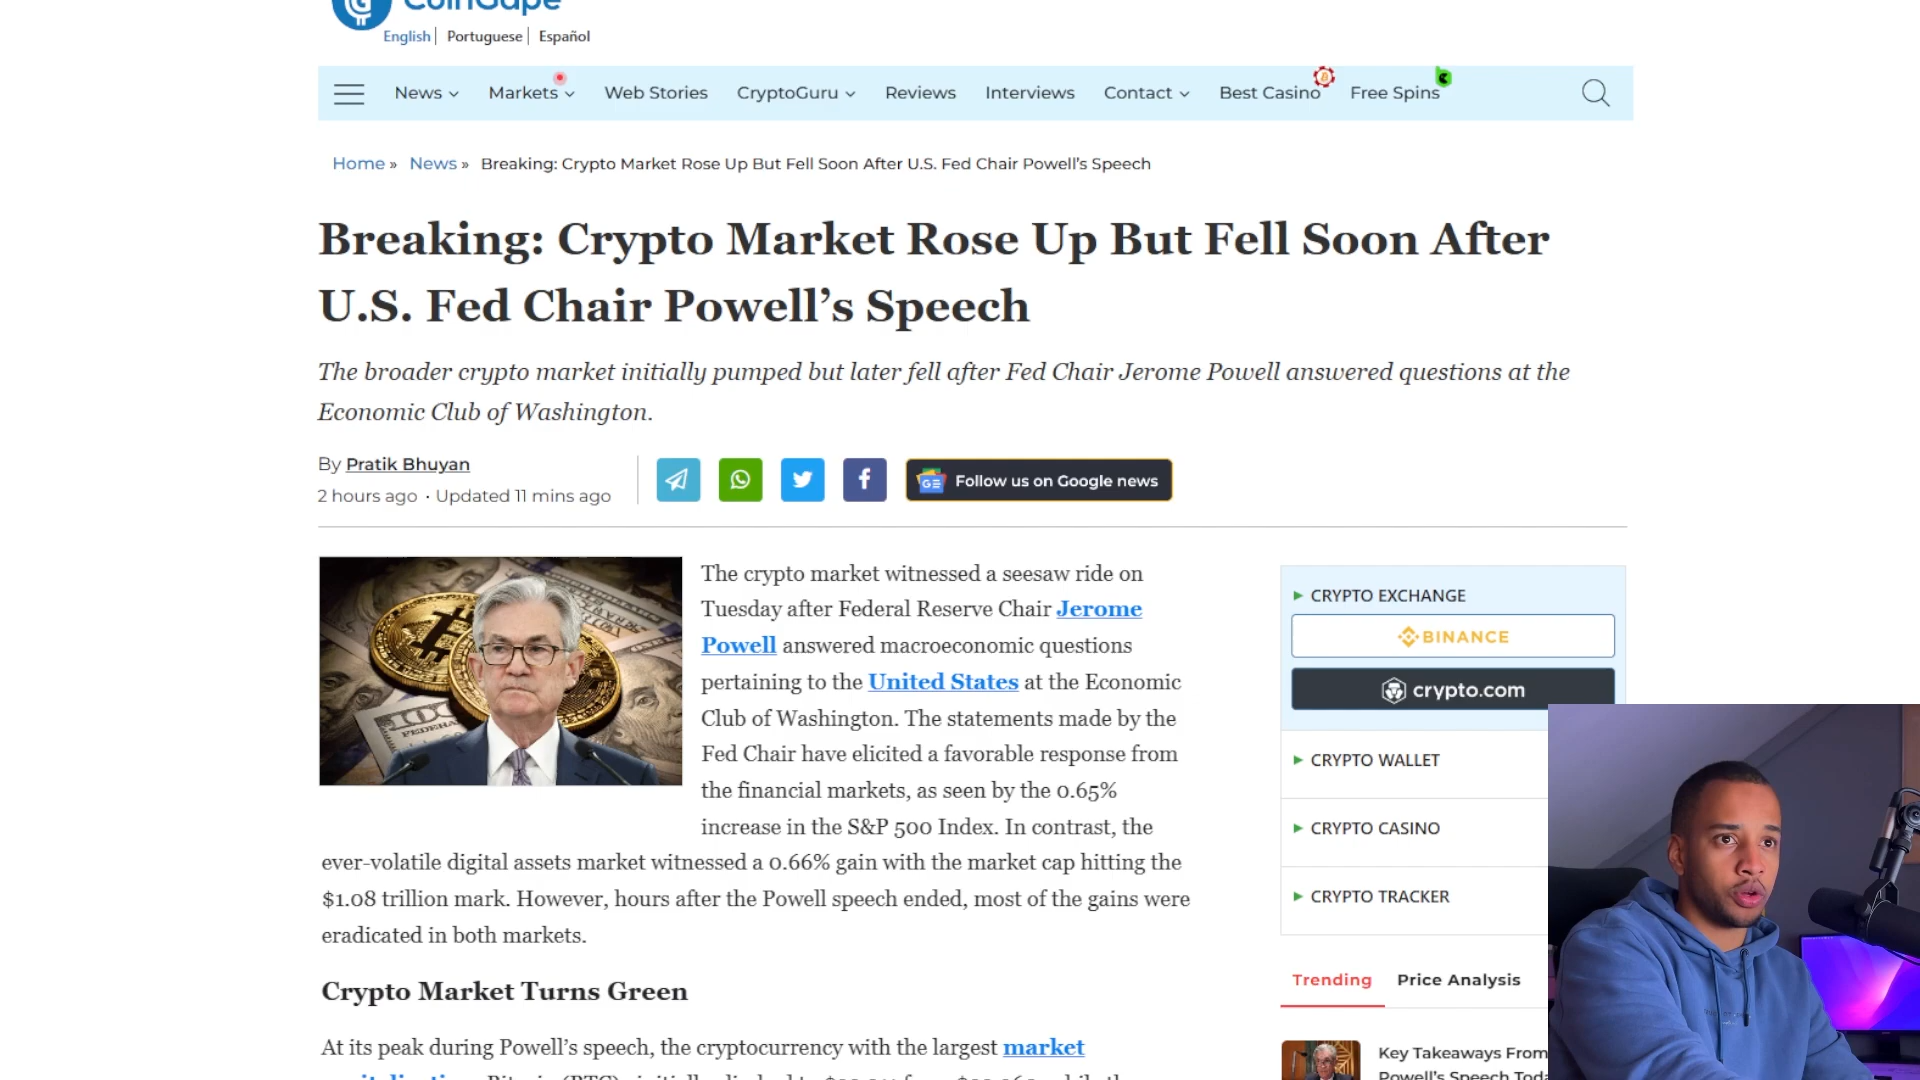 CoinGape
English
Portuguese
Español
News
Markets
Web Stories
CryptoGuru
Reviews
Interviews
Contact
Best Casino
Free Spins
Home » News » Breaking: Crypto Market Rose Up But Fell Soon After U.S. Fed Chair Powell’s Speech
Breaking: Crypto Market Rose Up But Fell Soon After
U.S. Fed Chair Powell’s Speech
The broader crypto market initially pumped but later fell after Fed Chair Jerome Powell answered questions at the
Economic Club of Washington.
By Pratik Bhuyan
2 hours ago · Updated 11 mins ago
Follow us on Google news
The crypto market witnessed a seesaw ride on
Tuesday after Federal Reserve Chair Jerome
Powell answered macroeconomic questions
pertaining to the United States at the Economic
Club of Washington. The statements made by the
Fed Chair have elicited a favorable response from
the financial markets, as seen by the 0.65%
increase in the S&P 500 Index. In contrast, the
ever-volatile digital assets market witnessed a 0.66% gain with the market cap hitting the
$1.08 trillion mark. However, hours after the Powell speech ended, most of the gains were
eradicated in both markets.
Crypto Market Turns Green
At its peak during Powell’s speech, the cryptocurrency with the largest market
CRYPTO EXCHANGE
BINANCE
crypto.com
CRYPTO WALLET
CRYPTO CASINO
CRYPTO TRACKER
Trending
Price Analysis
Key Takeaways From
Powell’s Speech Toda